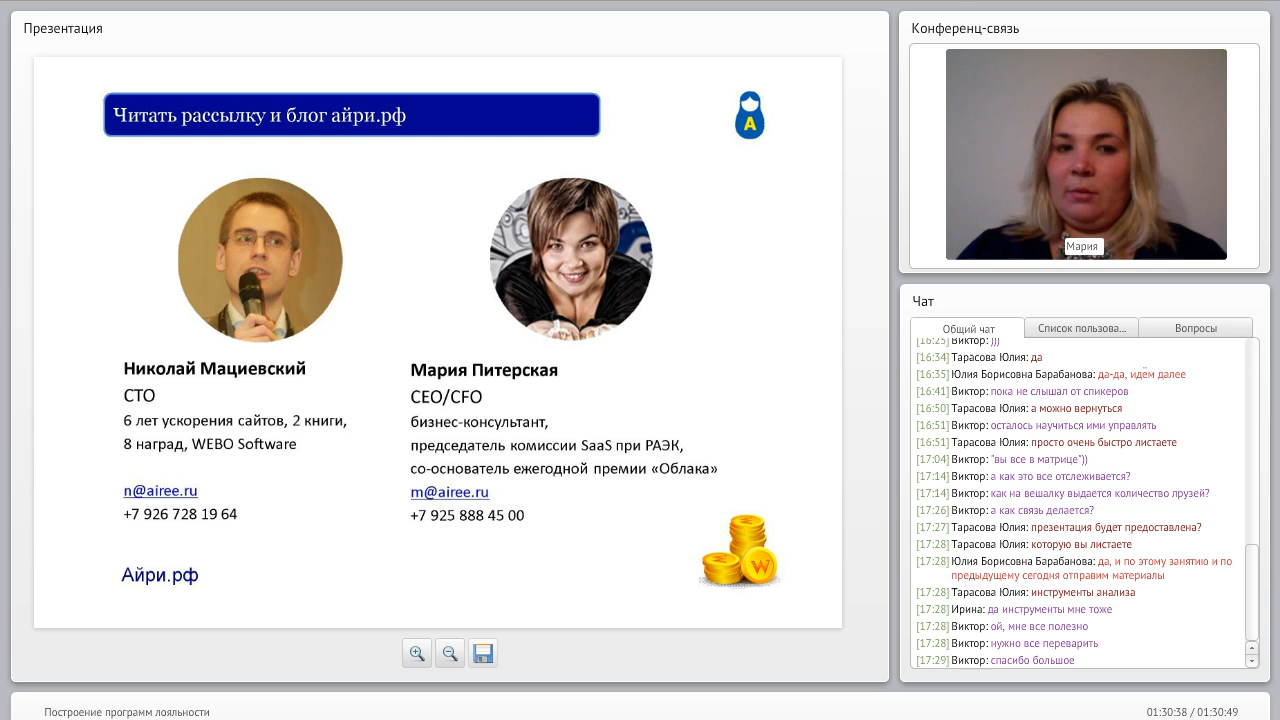 Презентация
Читать рассылку и блог айри.рф
А
Николай Мациевский
CTO
6 лет ускорения сайтов, 2 книги,
8 наград, WEBO Software
n@airee.ru
+7 926 728 19 64
Айри.рф
Мария Питерская
CEO/CFO
бизнес-консультант,
председатель комиссии SaaS при РАЭК,
со-основатель ежегодной премии «Облака»
m@airee.ru
+7 925 888 45 00
W
Конференц-связь
Мария
Чат
Общий чат
Список пользова...
Вопросы
[16:25] Виктор: )))
[16:34] Тарасова Юлия: да
[16:35] Юлия Борисовна Барабанова: да-да, идём далее
[16:41] Виктор: пока не слышал от спикеров
[16:50] Тарасова Юлия: а можно вернуться
[16:51] Виктор: осталось научиться ими управлять
[16:51] Тарасова Юлия: просто очень быстро листаете
[17:04] Виктор: "вы все в матрице"))
[17:14] Виктор: а как это все отслеживается?
[17:14] Виктор: как на вешалку выдается количество лрузей?
[17:26] Виктор: а как связь делается?
[17:27] Тарасова Юлия: презентация будет предоставлена?
[17:28] Тарасова Юлия: которую вы листаете
[17:28] Юлия Борисовна Барабанова: да, и по этому занятию и по
предыдущему сегодня отправим материалы
[17:28] Тарасова Юлия: инструменты анализа
[17:28] Ирина: да инструменты мне тоже
[17:28] Виктор: ой, мне все полезно
[17:28] Виктор: нужно все переварить
[17:29] Виктор: спасибо большое
Построение программ лояльности
01:30:38 / 01:30:49